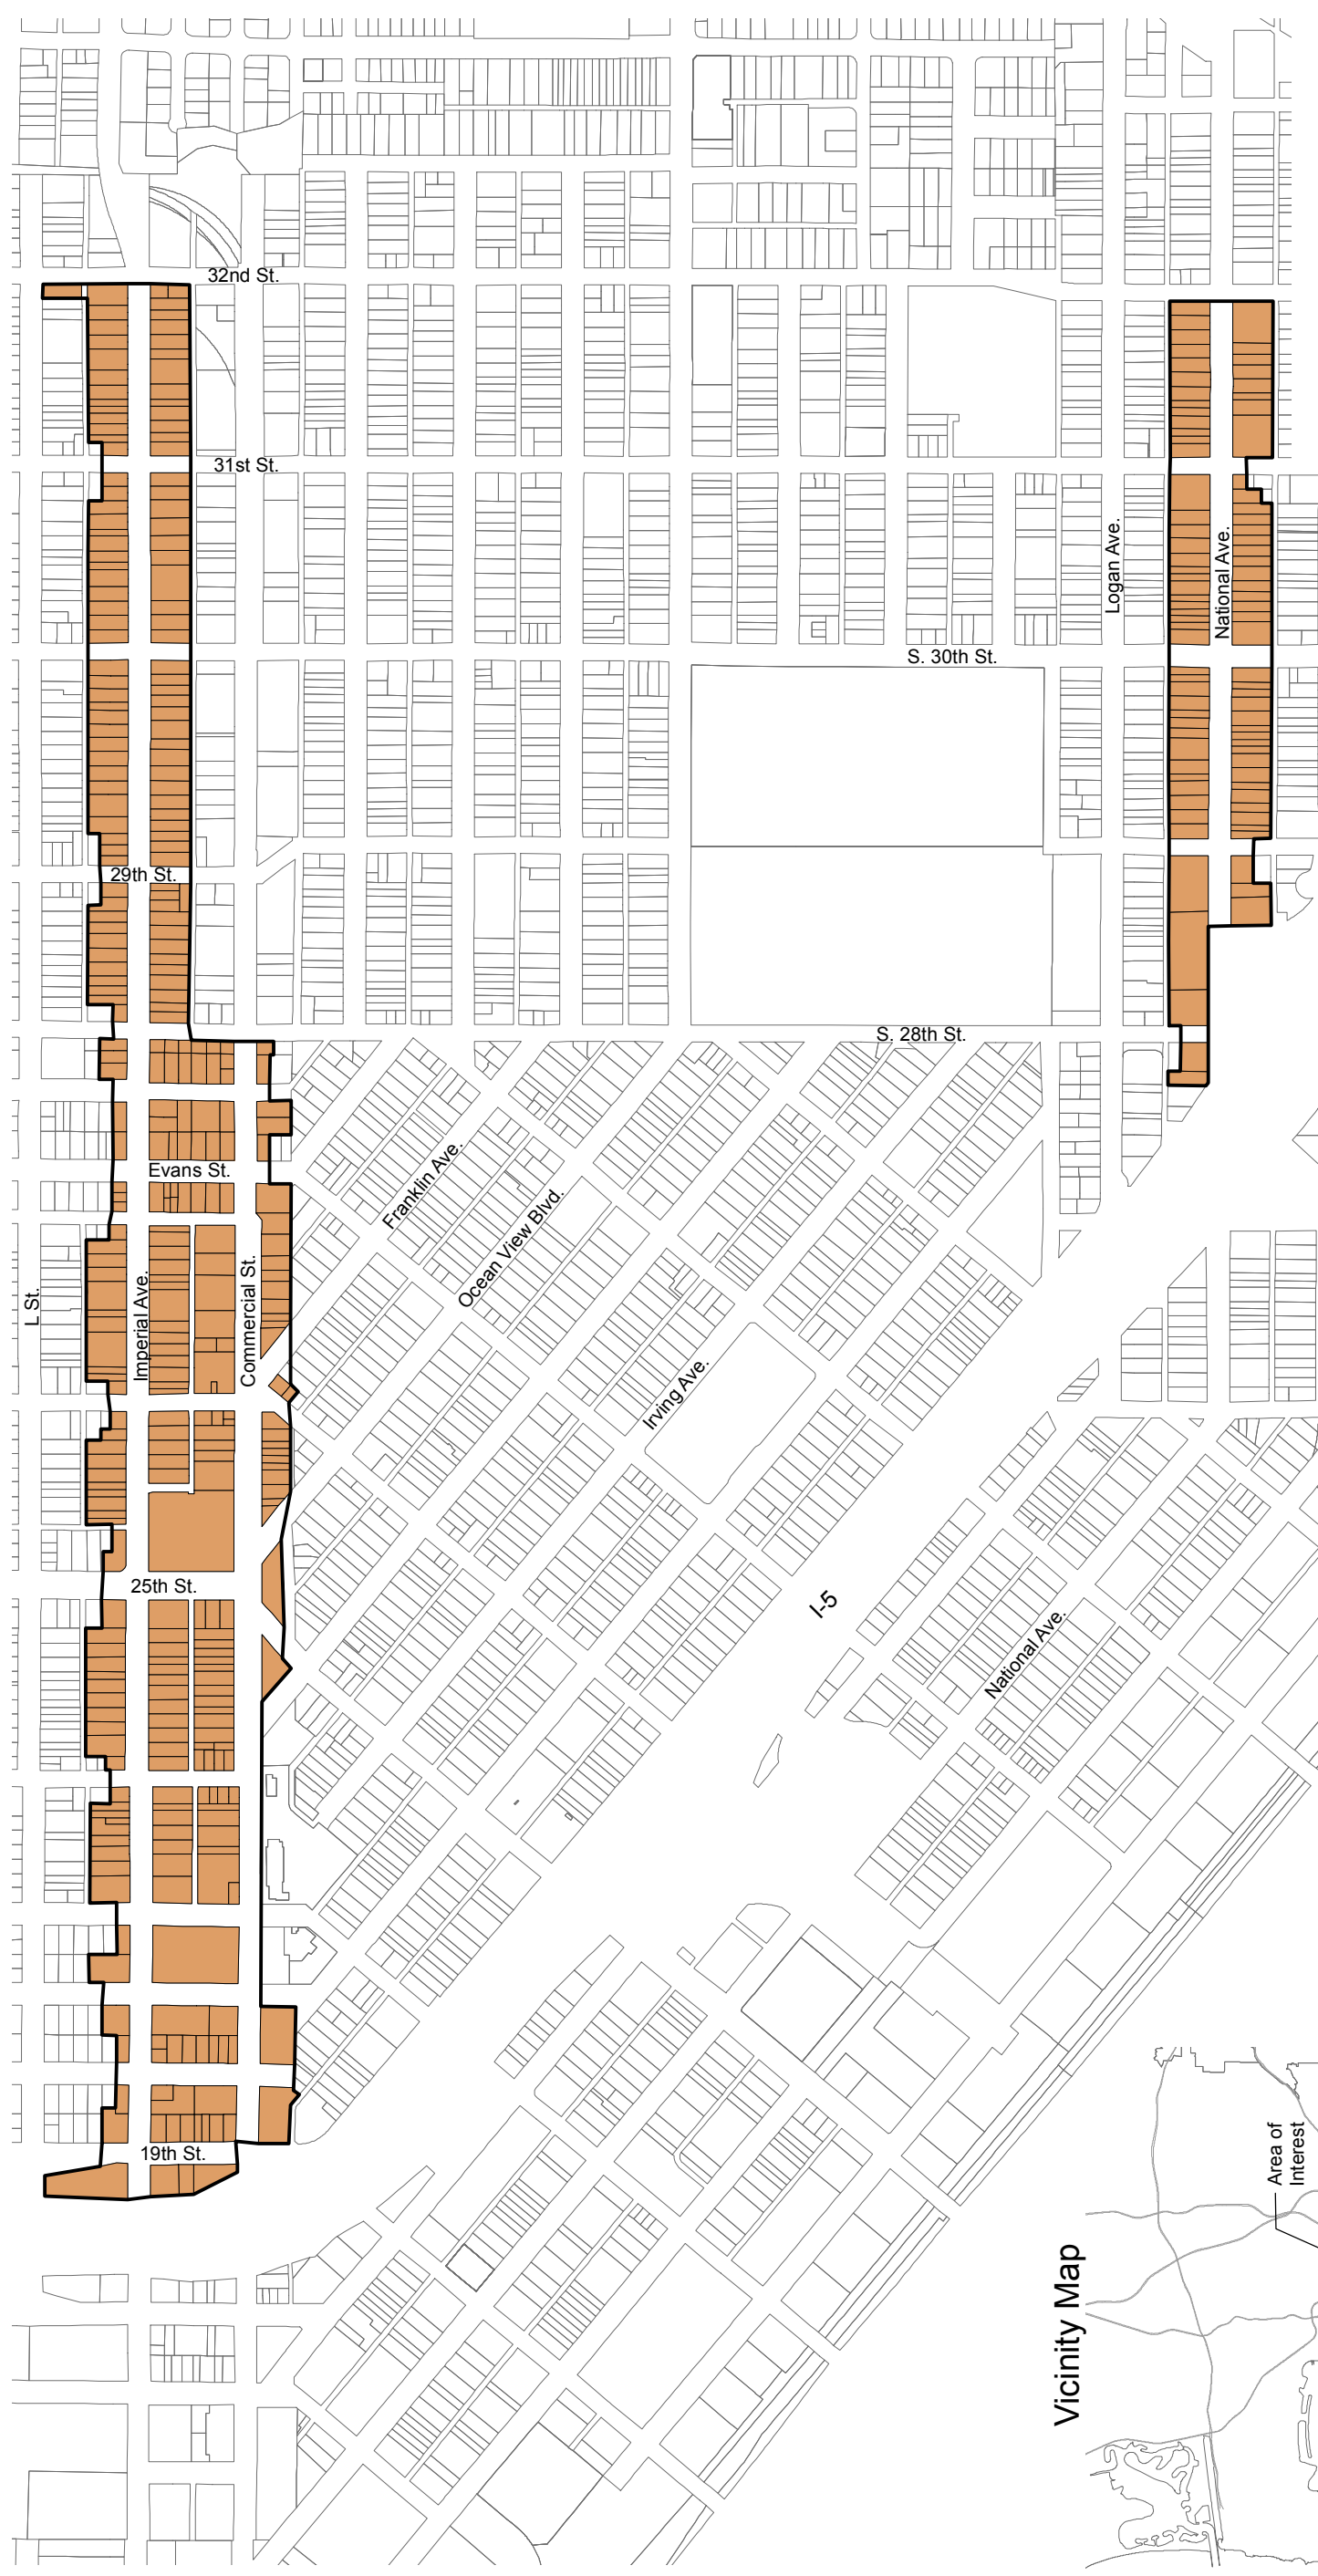 32nd St.
31st St.
Logan Ave.
National Ave.
S. 30th St.
29th St.
S. 28th St.
Evans St.
Franklin Ave.
Ocean View Blvd.
L St.
Imperial Ave.
Commercial St.
Irving Ave.
25th St.
I-5
National Ave.
19th St.
Area of
Interest
Vicinity Map